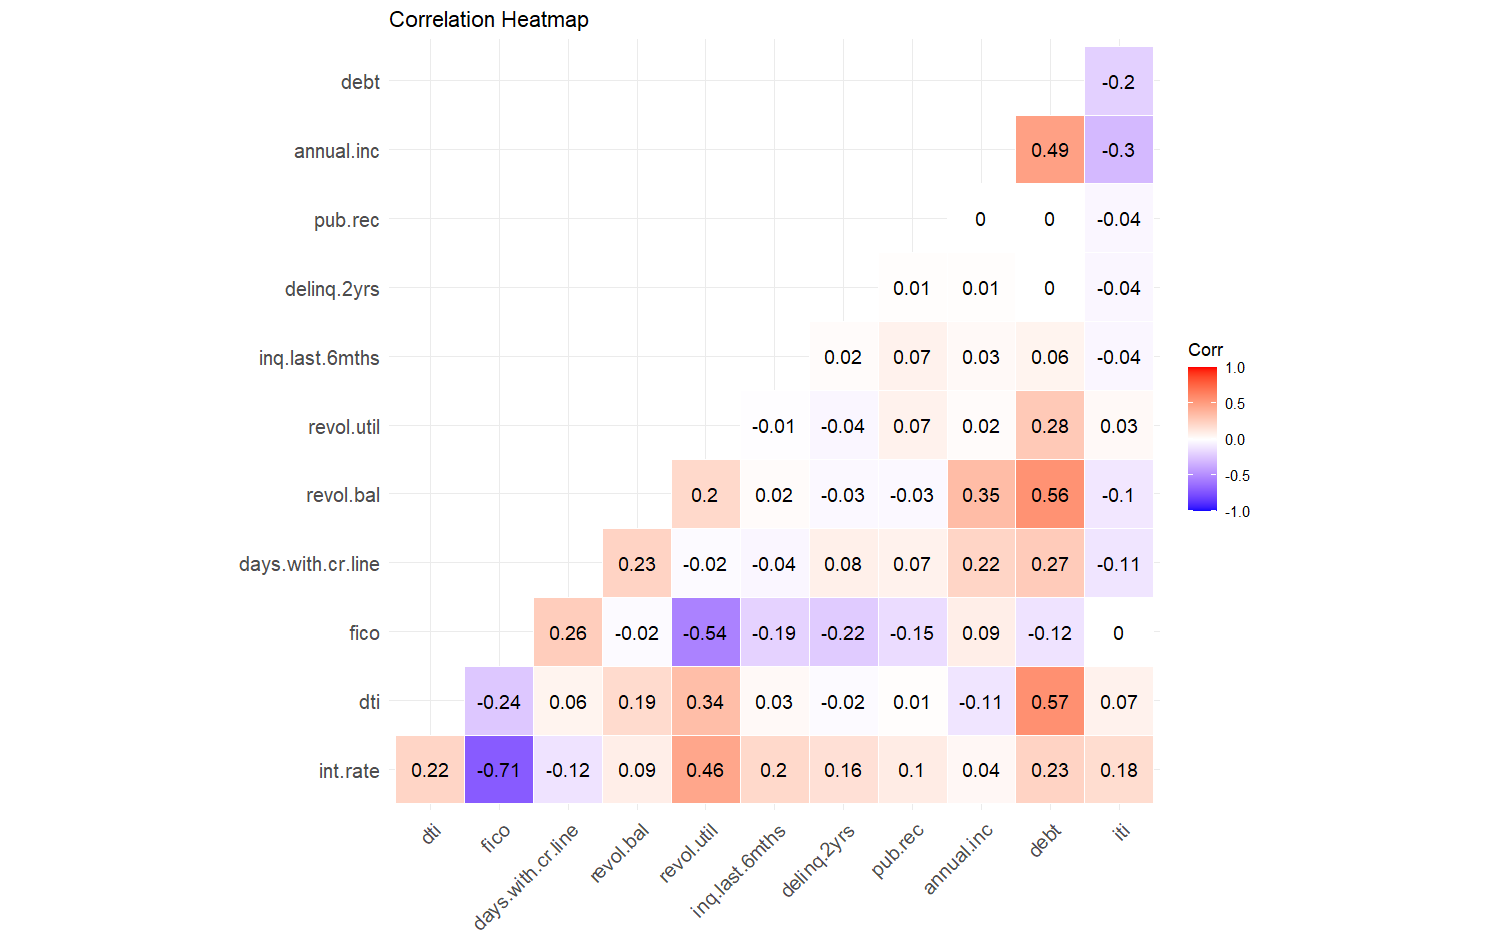 Correlation Heatmap
debt -0.2
annual.inc 0.49 -0.3
pub.rec 0 0 -0.04
delinq.2yrs 0.01 0.01 0 -0.04
inq.last.6mths 0.02 0.07 0.03 0.06 -0.04
revol.util -0.01 -0.04 0.07 0.02 0.28 0.03
revol.bal 0.2 0.02 -0.03 -0.03 0.35 0.56 -0.1
days.with.cr.line 0.23 -0.02 -0.04 0.08 0.07 0.22 0.27 -0.11
fico 0.26 -0.02 -0.54 -0.19 -0.22 -0.15 0.09 -0.12 0
dti -0.24 0.06 0.19 0.34 0.03 -0.02 0.01 -0.11 0.57 0.07
int.rate 0.22 -0.71 -0.12 0.09 0.46 0.2 0.16 0.1 0.04 0.23 0.18
dti fico days.with.cr.line revol.bal revol.util inq.last.6mths delinq.2yrs pub.rec annual.inc debt iti
Corr
1.0
0.5
0.0
-0.5
-1.0